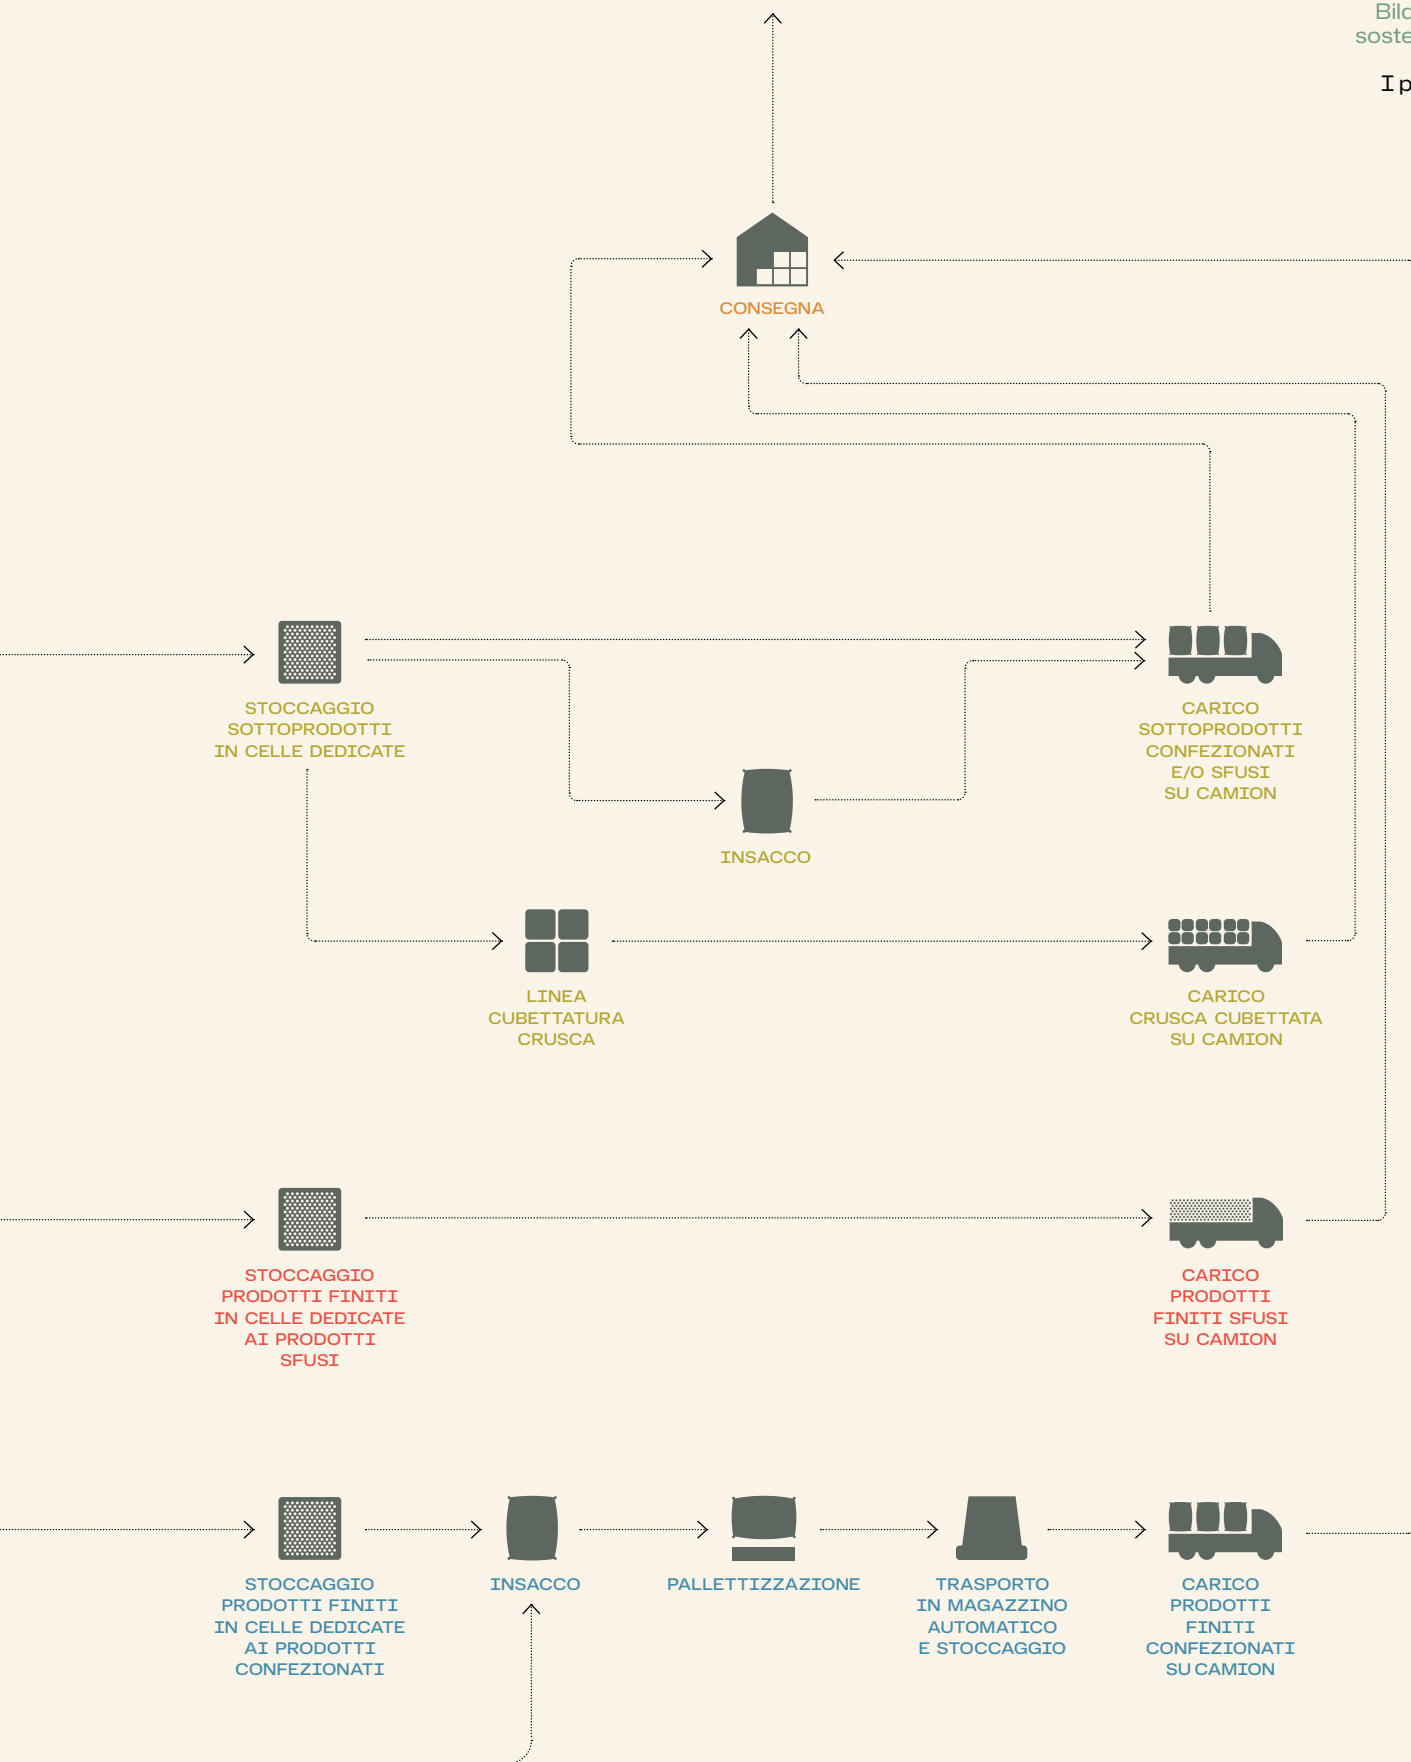 Bild
soste
I p
CONSEGNA
STOCCAGGIO
SOTTOPRODOTTI
IN CELLE DEDICATE
CARICO
SOTTOPRODOTTI
CONFEZIONATI
E/O SFUSI
SU CAMION
INSACCO
LINEA
CUBETTATURA
CRUSCA
CARICO
CRUSCA CUBETTATA
SU CAMION
STOCCAGGIO
PRODOTTI FINITI
IN CELLE DEDICATE
AI PRODOTTI
SFUSI
CARICO
PRODOTTI
FINITI SFUSI
SU CAMION
STOCCAGGIO
PRODOTTI FINITI
IN CELLE DEDICATE
AI PRODOTTI
CONFEZIONATI
INSACCO
PALLETTIZZAZIONE
TRASPORTO
IN MAGAZZINO
AUTOMATICO
E STOCCAGGIO
CARICO
PRODOTTI
FINITI
CONFEZIONATI
SU CAMION